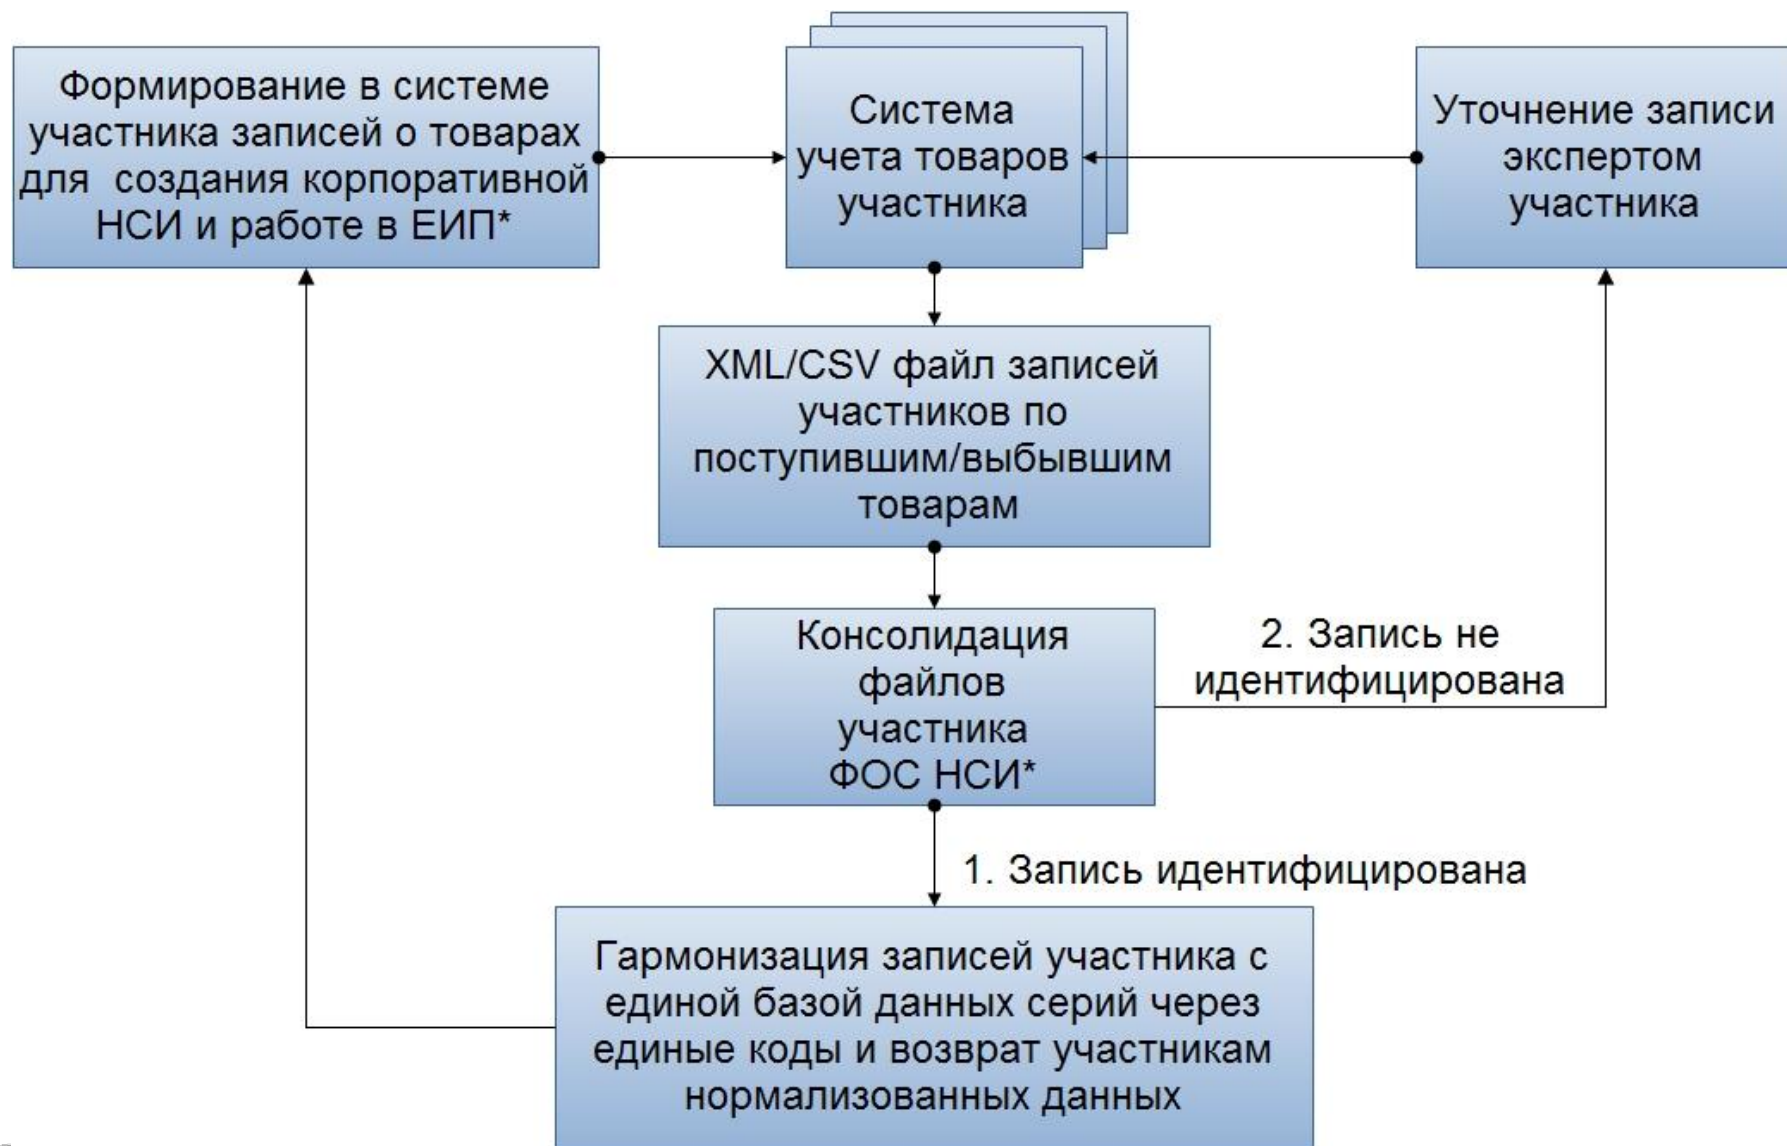 Формирование в системе
участника записей о товарах
для создания корпоративной
НСИ и работе в ЕИП*
Система
учета товаров
участника
Уточнение записи
экспертом
участника
XML/CSV файл записей
участников по
поступившим/выбывшим
товарам
Консолидация
файлов
участника
ФОС НСИ*
2. Запись не
идентифицирована
1. Запись идентифицирована
Гармонизация записей участника с
единой базой данных серий через
единые коды и возврат участникам
нормализованных данных